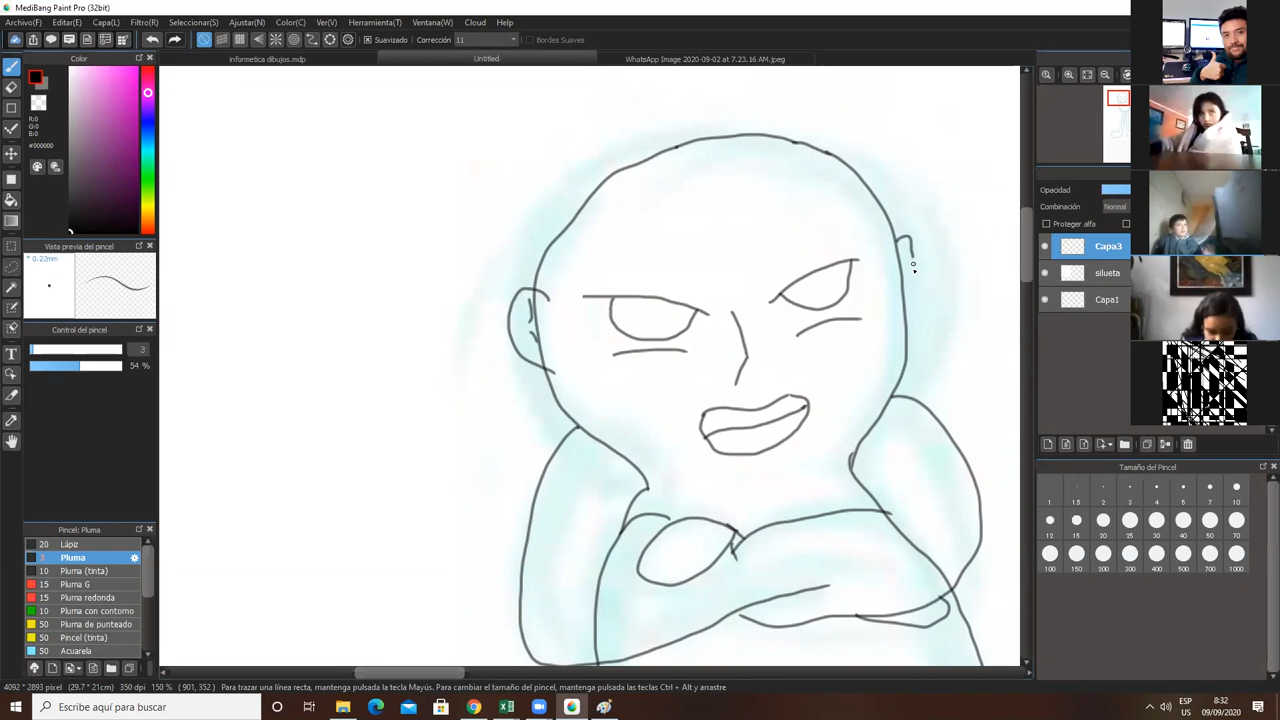 MediBang Paint Pro (32bit)
Archivo(F) Editar(E) Capa(L) Filtro(R) Seleccionar(S) Ajustar(N) Color(C) Ver(V) Herramienta(T) Ventana(W) Cloud Help
Suavizado Corrección 11 Bordes Suaves
Color
informetica dibujos.mdp Untitled WhatsApp Image 2020-09-02 at 7.23.16 AM.jpeg
R:0
G:0
B:0
#000000
Opacidad
Combinación Normal
Proteger alfa
Vista previa del pincel
Capa3
* 0.22mm
silueta
Capa1
Control del pincel
3
54 %
Tamaño del Pincel
1 1.5 2 3 4 5 7 10
12 15 20 25 30 40 50 70
100 150 200 300 400 500 700 1000
Pincel: Pluma
20 Lápiz
3 Pluma
10 Pluma (tinta)
15 Pluma G
15 Pluma redonda
10 Pluma con contorno
50 Pluma de punteado
50 Pincel (tinta)
50 Acuarela
4092 * 2893 pixel (29.7 * 21cm) 350 dpi 150 % ( 901, 352 ) Para trazar una línea recta, mantenga pulsada la tecla Mayús. Para cambiar el tamaño del pincel, mantenga pulsadas las teclas Ctrl + Alt y arrastre
Escribe aquí para buscar
ESP
8:32
09/09/2020